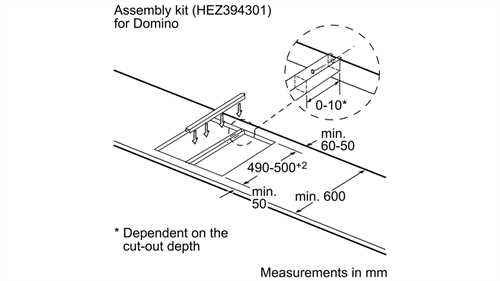 Assembly kit (HEZ394301)
for Domino
0-10*
min.
60-50
490-500+2
min.
50
min. 600
* Dependent on the
cut-out depth
Measurements in mm